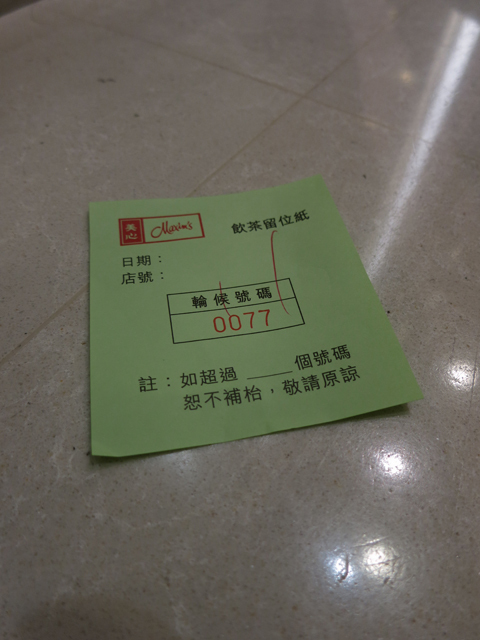 美心 Maxim's
飲茶留位紙
日期：
店號：
輪候號碼
0077
註：如超過 _____ 個號碼
恕不補枱，敬請原諒